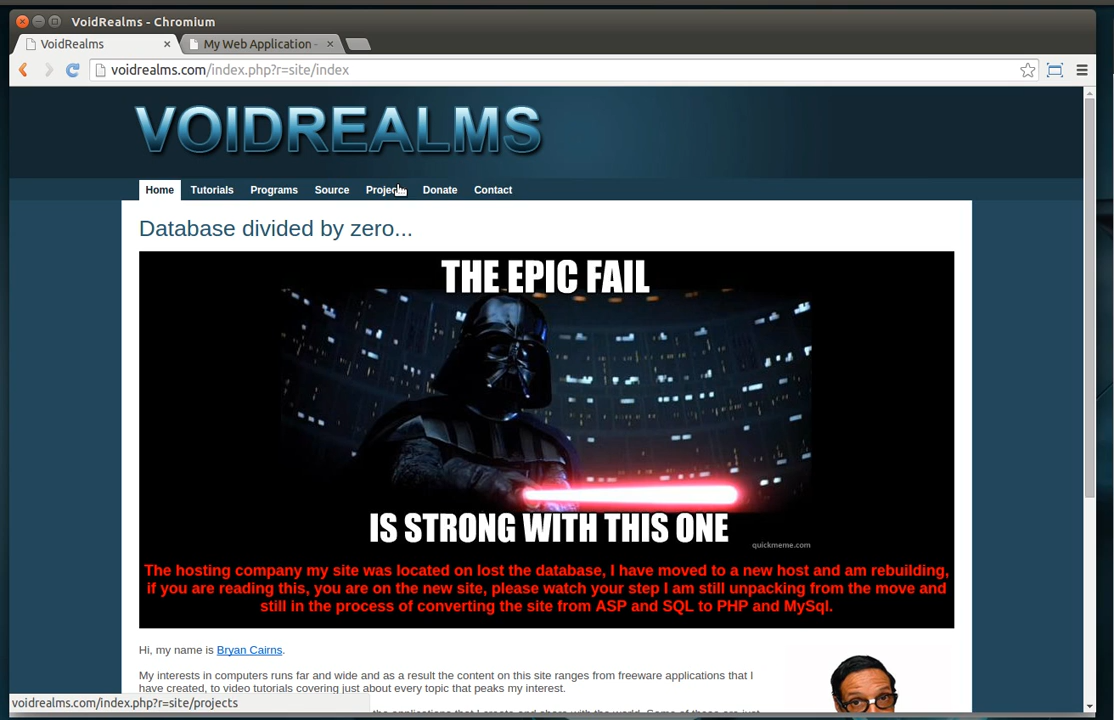 VoidRealms - Chromium
VoidRealms
My Web Application -
voidrealms.com/index.php?r=site/index
VOIDREALMS
Home Tutorials Programs Source Projec Donate Contact
Database divided by zero...
THE EPIC FAIL
IS STRONG WITH THIS ONE
quickmeme.com
The hosting company my site was located on lost the database, I have moved to a new host and am rebuilding,
if you are reading this, you are on the new site, please watch your step I am still unpacking from the move and
still in the process of converting the site from ASP and SQL to PHP and MySql.
Hi, my name is Bryan Cairns.
My interests in computers runs far and wide and as a result the content on this site ranges from freeware applications that I
have created, to video tutorials covering just about every topic that peaks my interest.
the applications that I create and share with the world. Some of these are just
voidrealms.com/index.php?r=site/projects